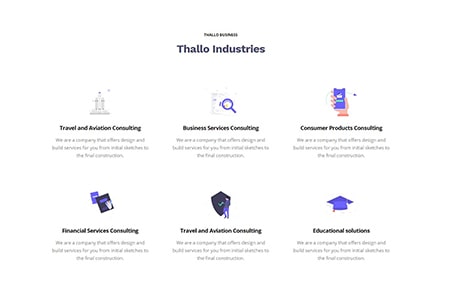 THALLO BUSINESS
Thallo Industries
Travel and Aviation Consulting
We are a company that offers design and
build services for you from initial sketches to
the final construction.
Business Services Consulting
We are a company that offers design and
build services for you from initial sketches to
the final construction.
Consumer Products Consulting
We are a company that offers design and
build services for you from initial sketches to
the final construction.
Financial Services Consulting
We are a company that offers design and
build services for you from initial sketches to
the final construction.
Travel and Aviation Consulting
We are a company that offers design and
build services for you from initial sketches to
the final construction.
Educational solutions
We are a company that offers design and
build services for you from initial sketches to
the final construction.